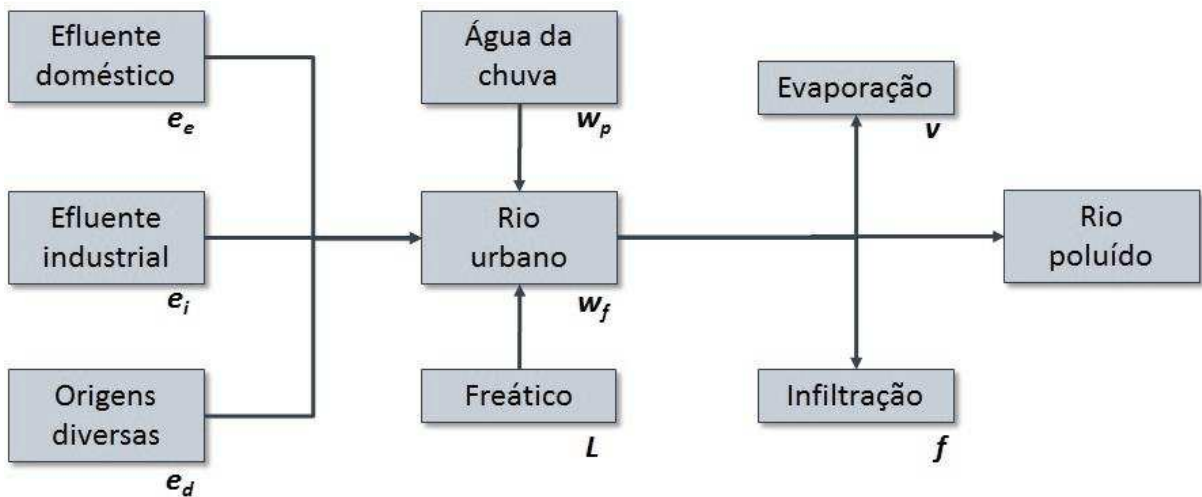 Efluente
doméstico
e_e
Água da
chuva
w_p
Evaporação
v
Efluente
industrial
e_i
Rio
urbano
w_f
Rio
poluído
Origens
diversas
e_d
Freático
L
Infiltração
f